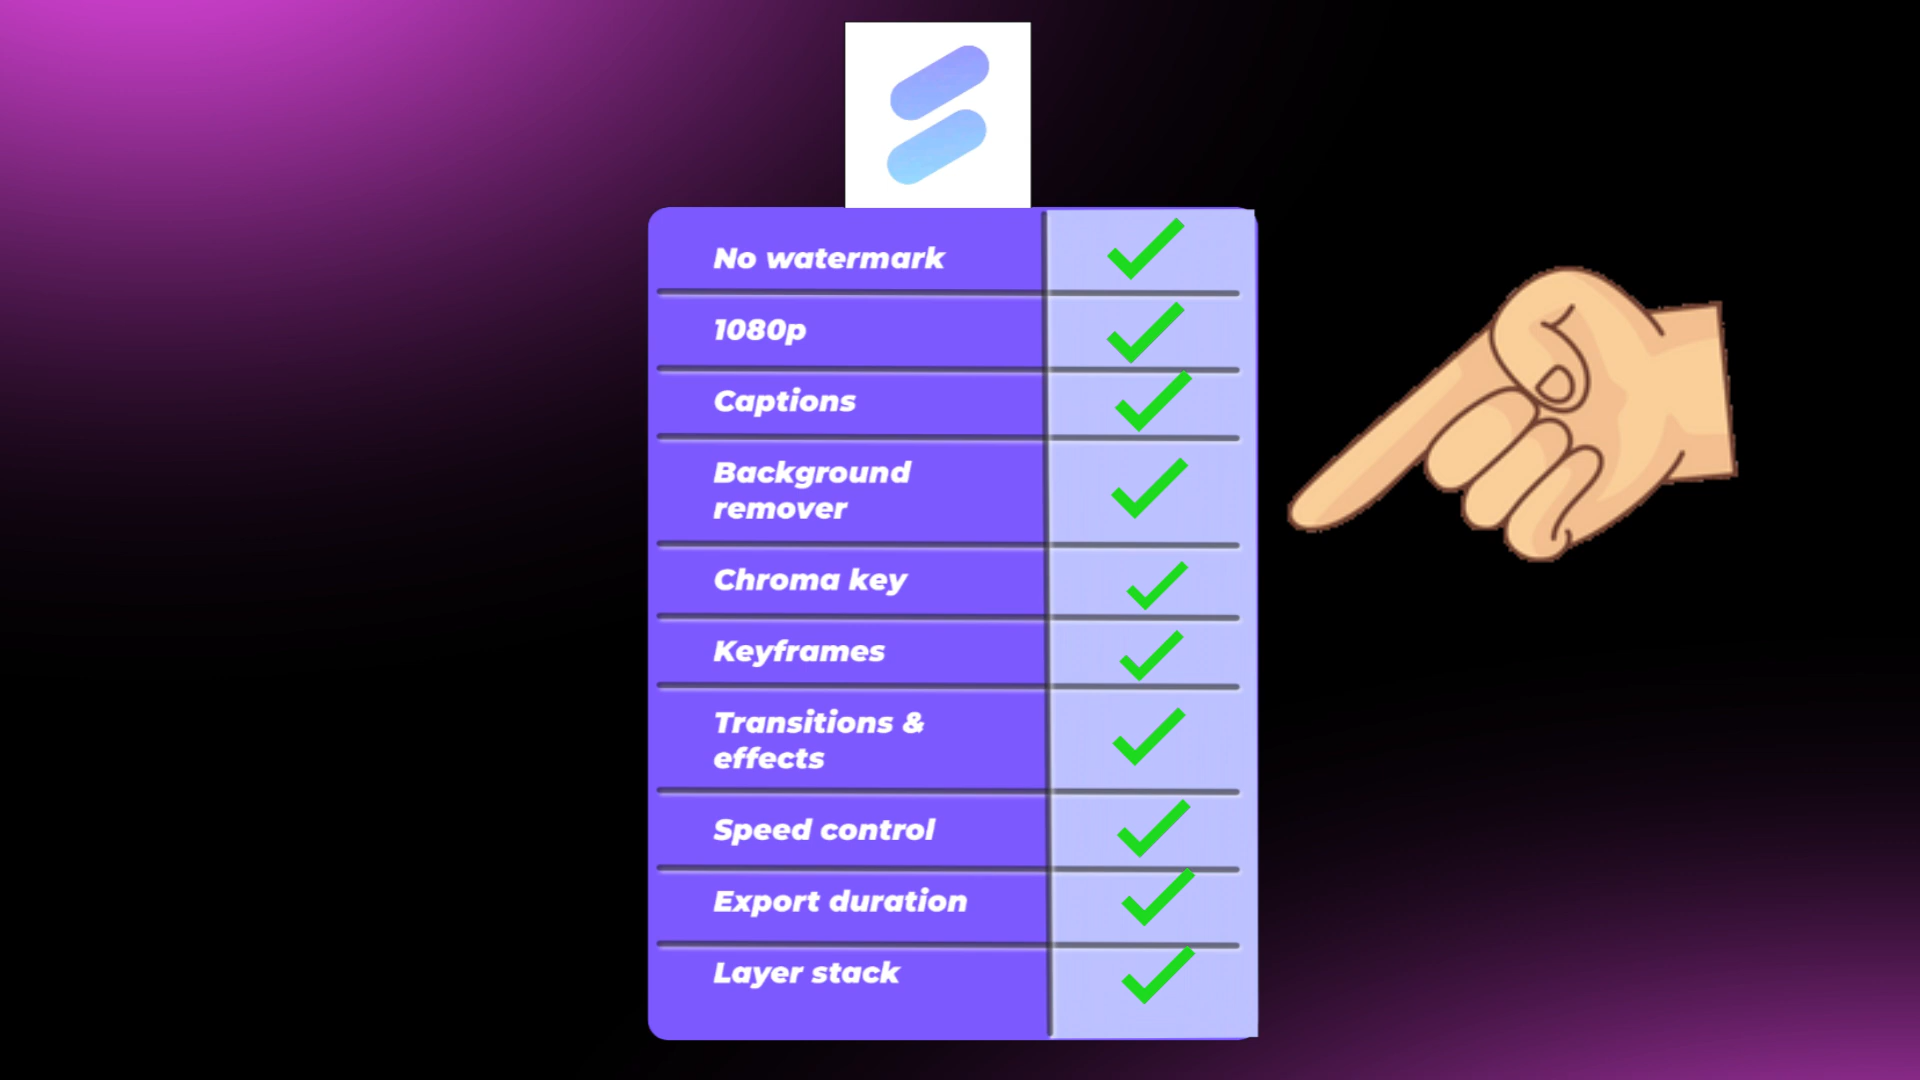 No watermark
1080p
Captions
Background
remover
Chroma key
Keyframes
Transitions &
effects
Speed control
Export duration
Layer stack